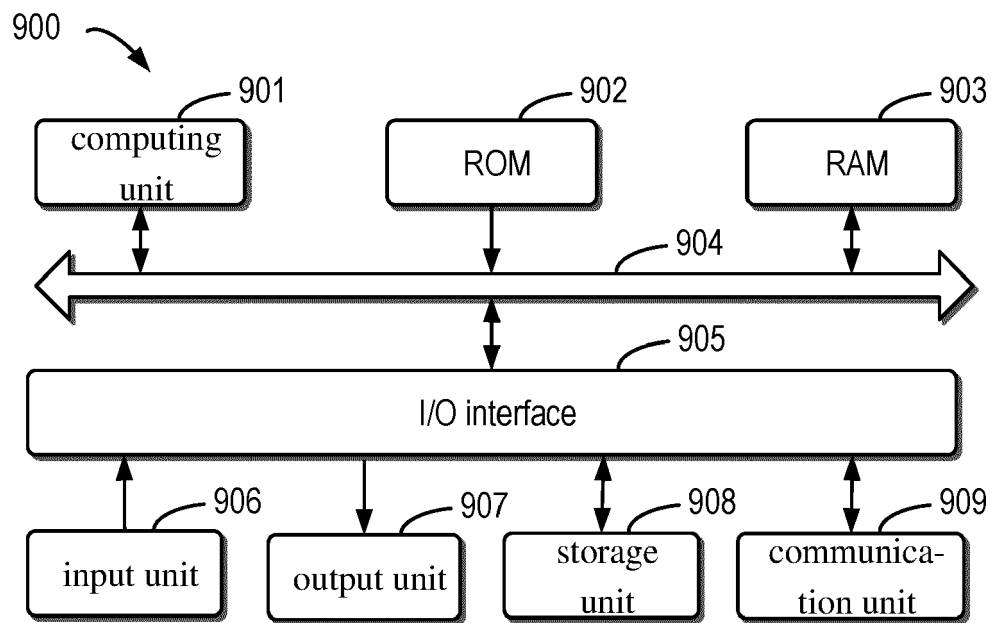 900
901
902
903
computing
unit
ROM
RAM
904
905
I/O interface
906
907
908
909
input unit
output unit
storage
unit
communica-
tion unit